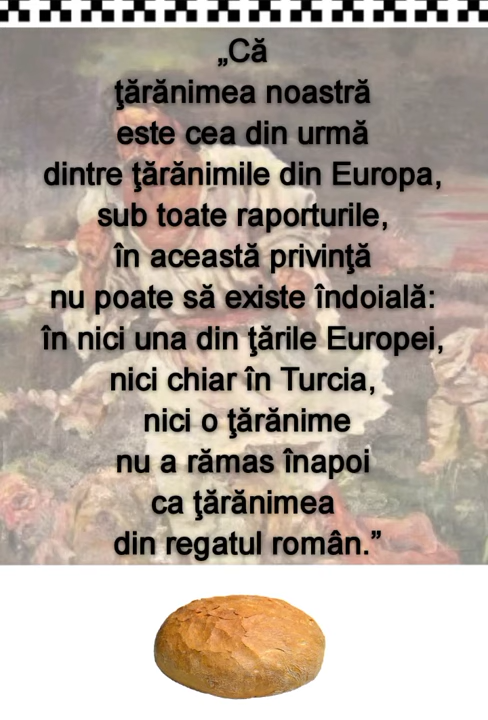 „Că
ţărănimea noastră
este cea din urmă
dintre ţărănimile din Europa,
sub toate raporturile,
în această privinţă
nu poate să existe îndoială:
în nici una din ţările Europei,
nici chiar în Turcia,
nici o ţărănime
nu a rămas înapoi
ca ţărănimea
din regatul român.”